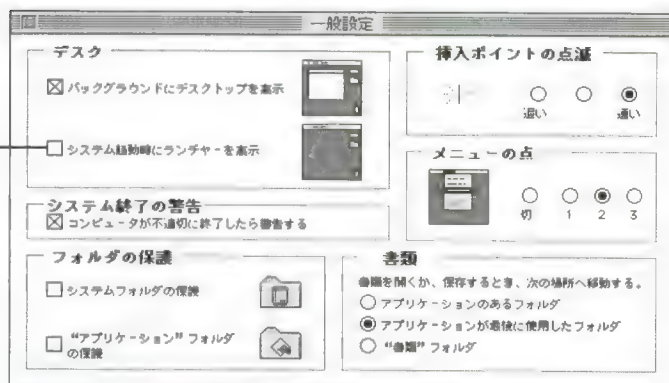 一般設定
デスク
バックグラウンドにデスクトップを表示
システム起動時にランチャーを表示
システム終了の警告
コンピュータが不適切に終了したら警告する
フォルダの保護
システムフォルダの保護
“アプリケーション” フォルダ
の保護
挿入ポイントの点滅
遅い
速い
メニューの点滅
切 1 2 3
書類
書類を開くか、保存するとき、次の場所へ移動する。
アプリケーションのあるフォルダ
アプリケーションが最後に使用したフォルダ
“書類” フォルダ